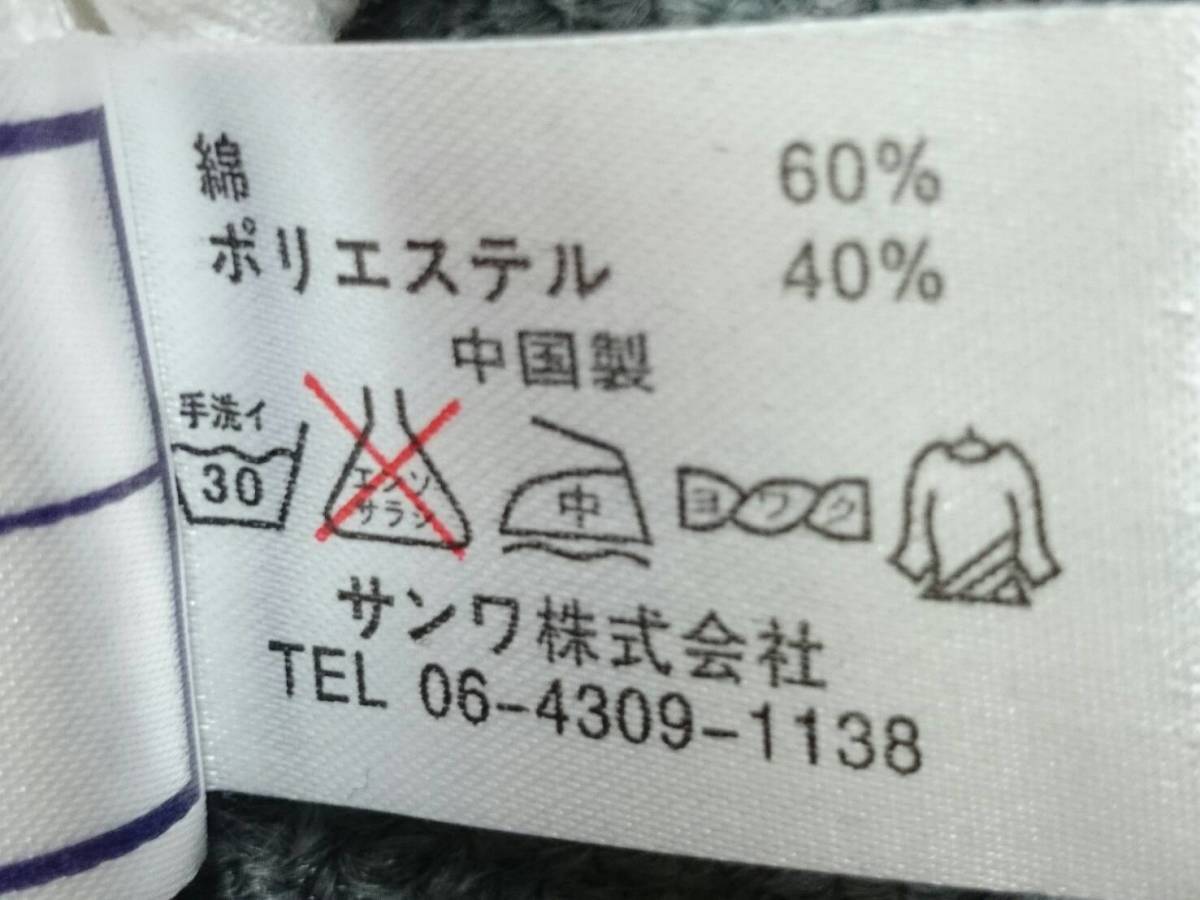 綿 60%
ポリエステル 40%
中国製
手洗イ
30 エンソ サラシ 中 ヨワク
サンワ株式会社
TEL 06-4309-1138